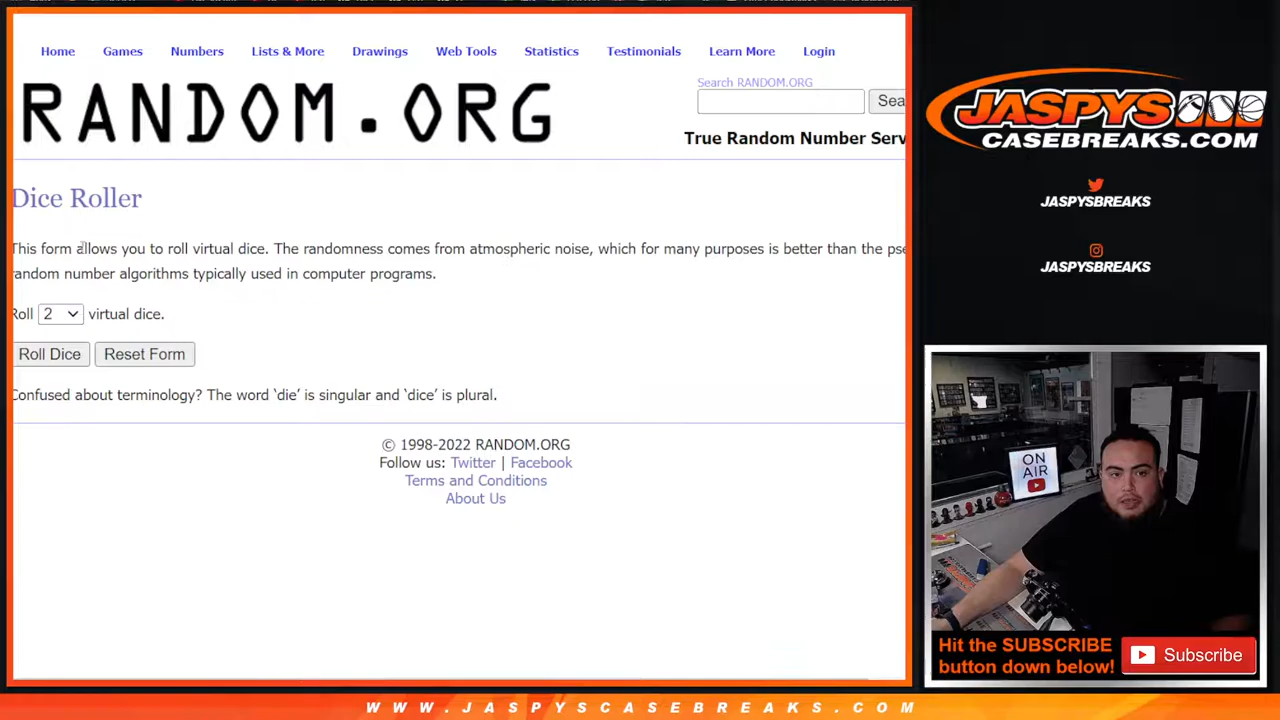 Home Games Numbers Lists & More Drawings Web Tools Statistics Testimonials Learn More Login
RANDOM.ORG
Search RANDOM.ORG
Sea
True Random Number Serv
Dice Roller
This form allows you to roll virtual dice. The randomness comes from atmospheric noise, which for many purposes is better than the pse
random number algorithms typically used in computer programs.
Roll 2 virtual dice.
Roll Dice Reset Form
Confused about terminology? The word ‘die’ is singular and ‘dice’ is plural.
© 1998-2022 RANDOM.ORG
Follow us: Twitter | Facebook
Terms and Conditions
About Us
JASPYS
CASEBREAKS.COM
JASPYSBREAKS
JASPYSBREAKS
ON
AIR
Hit the SUBSCRIBE
button down below!
Subscribe
WWW.JASPYSCASEBREAKS.COM